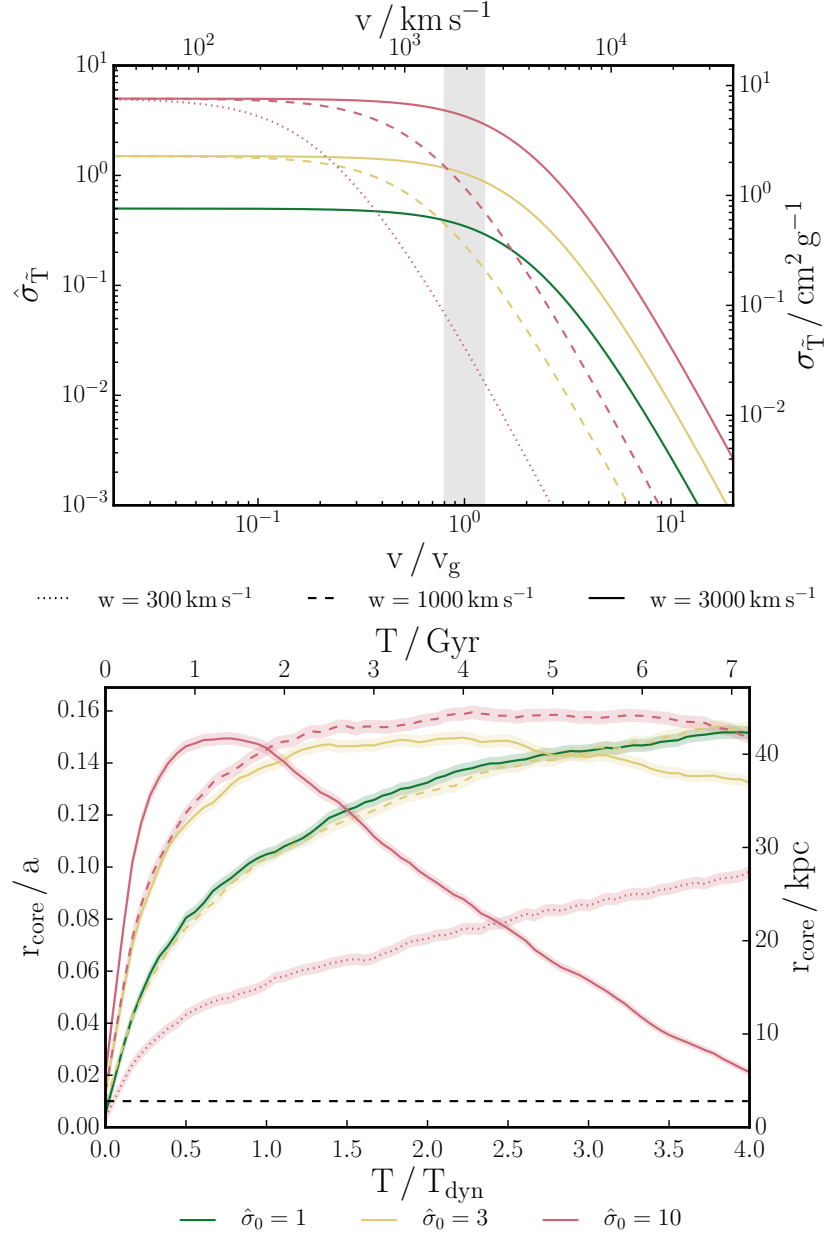 v / km s⁻¹
10² 10³ 10⁴
10¹
10⁰
10⁻¹
10⁻²
10⁻³
σ̂_T̃
10¹
10⁰
10⁻¹
10⁻²
σ_T̃ / cm² g⁻¹
10⁻¹ 10⁰ 10¹
v / v_g
w = 300 km s⁻¹ w = 1000 km s⁻¹ w = 3000 km s⁻¹
T / Gyr
0 1 2 3 4 5 6 7
0.16
0.14
0.12
0.10
0.08
0.06
0.04
0.02
0.00
r_core / a
40
30
20
10
0
r_core / kpc
0.0 0.5 1.0 1.5 2.0 2.5 3.0 3.5 4.0
T / T_dyn
σ̂₀ = 1 σ̂₀ = 3 σ̂₀ = 10